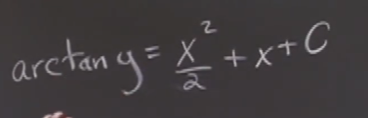 arctan y = x²/2 + x + C